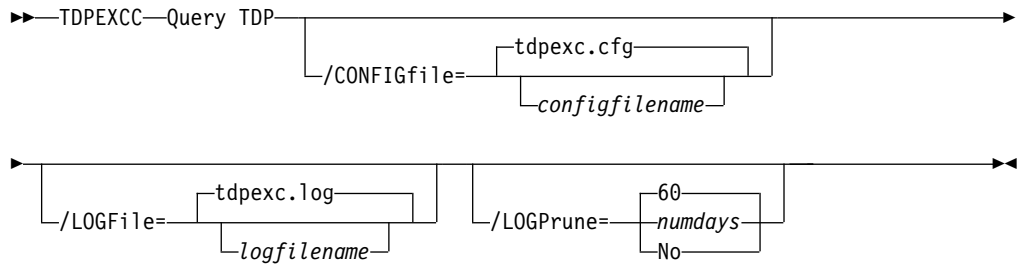 TDPEXCC Query TDP
tdpexc.cfg
/CONFIGfile=
configfilename
tdpexc.log
/LOGFile=
logfilename
60
/LOGPrune=
numdays
No